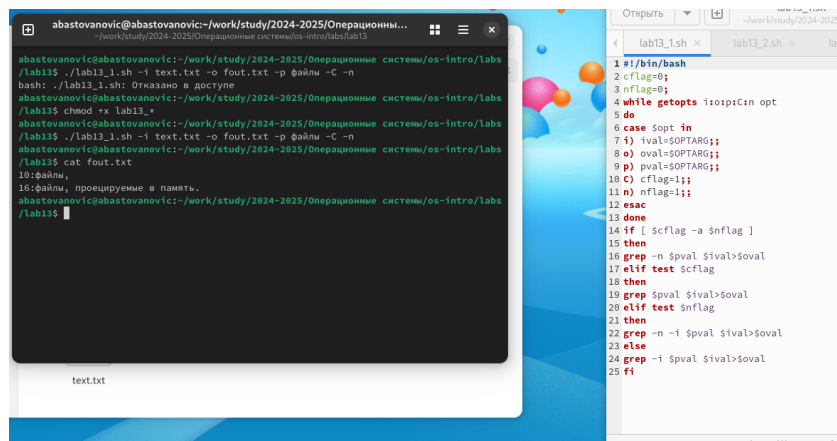 abastovanovic@abastovanovic:~/work/study/2024-2025/Операционны...
~/work/study/2024-2025/Операционные системы/os-intro/labs/lab13
abastovanovic@abastovanovic:~/work/study/2024-2025/Операционные системы/os-intro/labs
/lab13$ ./lab13_1.sh -i text.txt -o fout.txt -p файлы -C -n
bash: ./lab13_1.sh: Отказано в доступе
abastovanovic@abastovanovic:~/work/study/2024-2025/Операционные системы/os-intro/labs
/lab13$ chmod +x lab13_*
abastovanovic@abastovanovic:~/work/study/2024-2025/Операционные системы/os-intro/labs
/lab13$ ./lab13_1.sh -i text.txt -o fout.txt -p файлы -C -n
abastovanovic@abastovanovic:~/work/study/2024-2025/Операционные системы/os-intro/labs
/lab13$ cat fout.txt
10:файлы,
16:файлы, проецируемые в память.
abastovanovic@abastovanovic:~/work/study/2024-2025/Операционные системы/os-intro/labs
/lab13$
text.txt
Открыть
~/work/study/2024-2025
lab13_1.sh × lab13_2.sh × la
1 #!/bin/bash
2 cflag=0;
3 nflag=0;
4 while getopts i:o:p:C:n opt
5 do
6 case $opt in
7 i) ival=$OPTARG;;
8 o) oval=$OPTARG;;
9 p) pval=$OPTARG;;
10 C) cflag=1;;
11 n) nflag=1;;
12 esac
13 done
14 if [ $cflag -a $nflag ]
15 then
16 grep -n $pval $ival>$oval
17 elif test $cflag
18 then
19 grep $pval $ival>$oval
20 elif test $nflag
21 then
22 grep -n -i $pval $ival>$oval
23 else
24 grep -i $pval $ival>$oval
25 fi